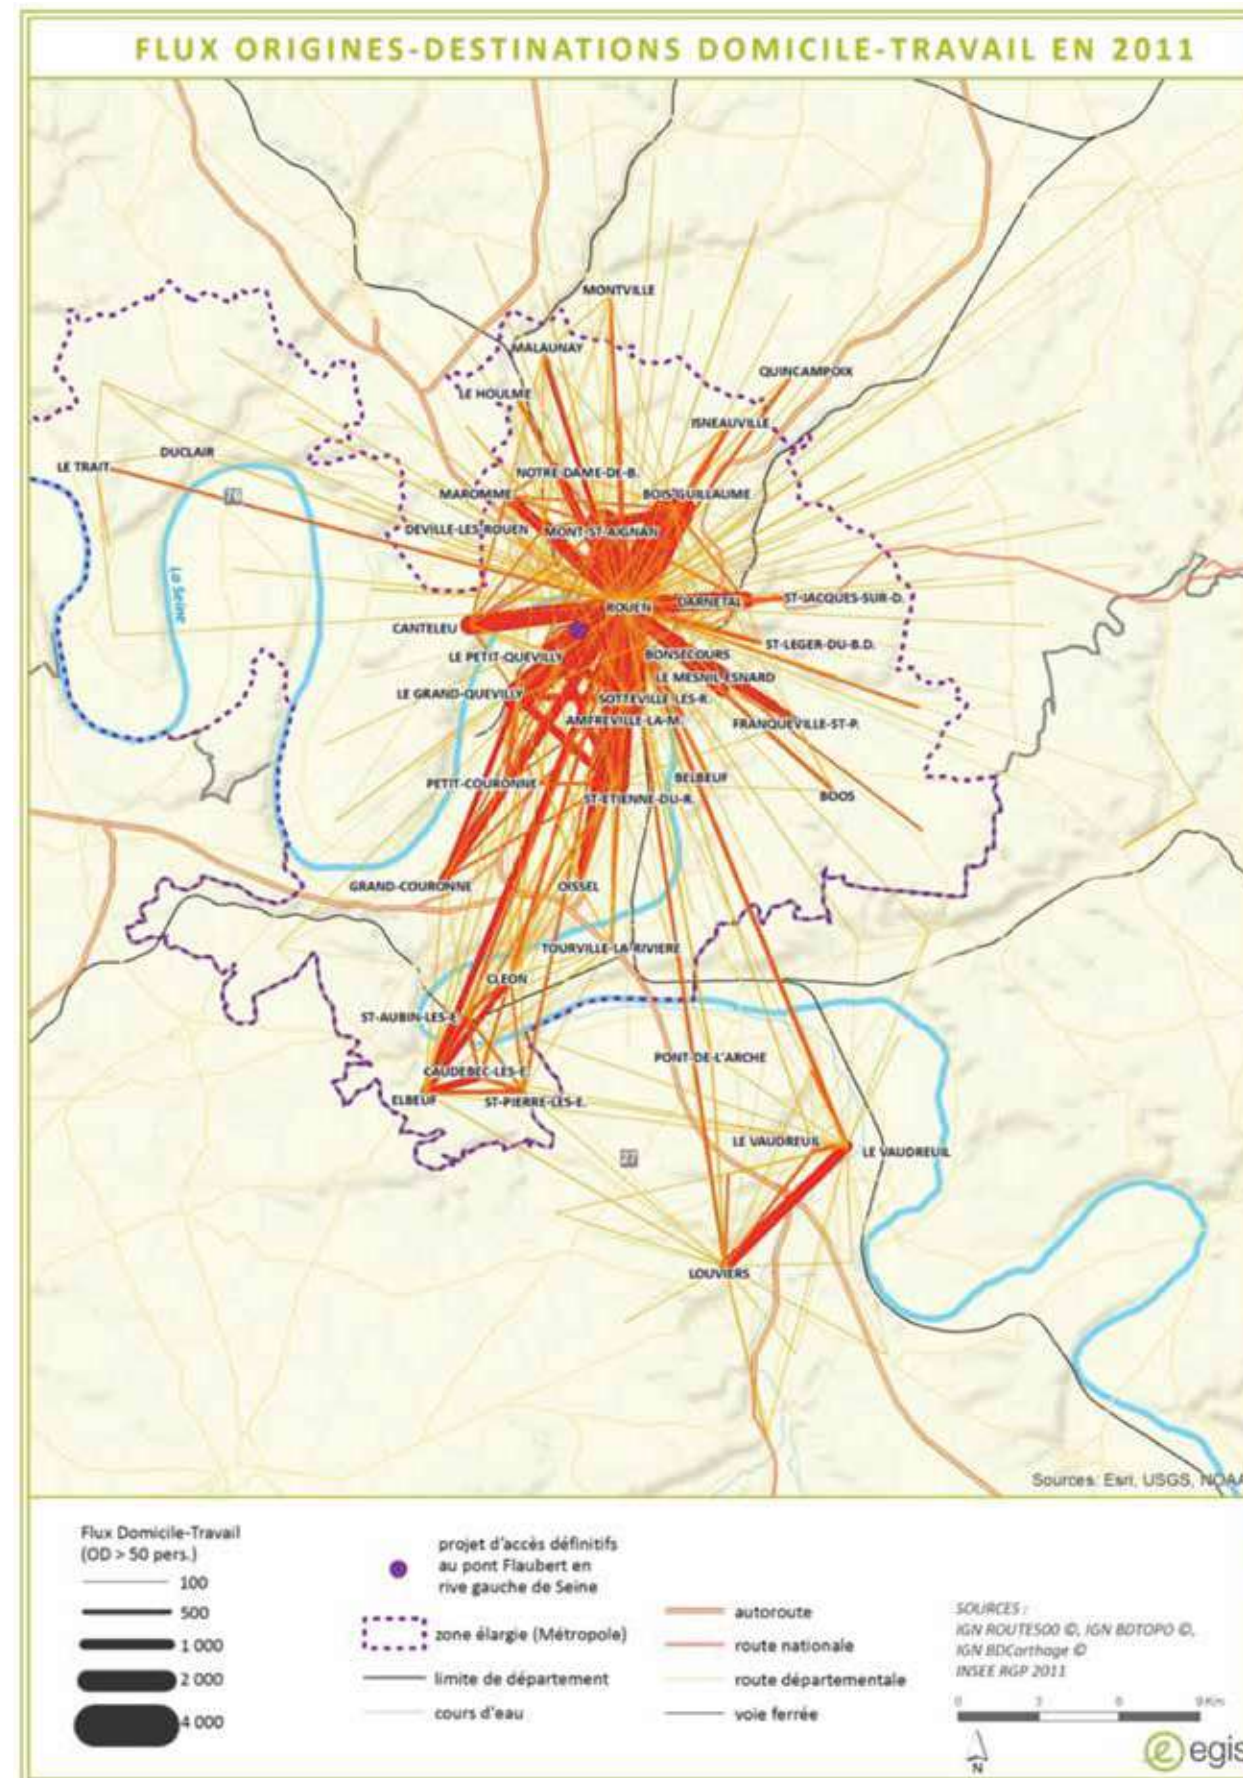 FLUX ORIGINES-DESTINATIONS DOMICILE-TRAVAIL EN 2011
MONTVILLE
MALAUNAY
QUINCAMPOIX
LE HOULME
ISNEAUVILLE
DUCLAIR
LE TRAIT
NOTRE-DAME-DE-B.
MAROMME
BOIS-GUILLAUME
DEVILLE-LES-ROUEN
MONT-ST-AIGNAN
La Seine
ROUEN
DARNETAL
ST-JACQUES-SUR-D.
CANTELEU
ST-LEGER-DU-B.D.
LE PETIT-QUEVILLY
BONSECOURS
LE MESNIL-ESNARD
LE GRAND-QUEVILLY
SOTTEVILLE-LES-R.
AMFREVILLE-LA-M.
FRANQUEVILLE-ST-P.
PETIT-COURONNE
BELBEUF
ST-ETIENNE-DU-R.
BOOS
GRAND-COURONNE
OISSEL
TOURVILLE-LA-RIVIERE
CLEON
ST-AUBIN-LES-E.
PONT-DE-L'ARCHE
CAUDEBEC-LES-E.
ELBEUF
ST-PIERRE-LES-E.
LE VAUDREUIL
LE VAUDREUIL
27
LOUVIERS
Sources: Esri, USGS, NOAA
Flux Domicile-Travail
(OD > 50 pers.)
100
500
1 000
2 000
4 000
projet d'accès définitifs
au pont Flaubert en
rive gauche de Seine
zone élargie (Métropole)
limite de département
cours d'eau
autoroute
route nationale
route départementale
voie ferrée
SOURCES :
IGN ROUTE500 ©, IGN BDTOPO ©,
IGN BDCarthage ©
INSEE RGP 2011
0 3 6 9 Km
N
egis